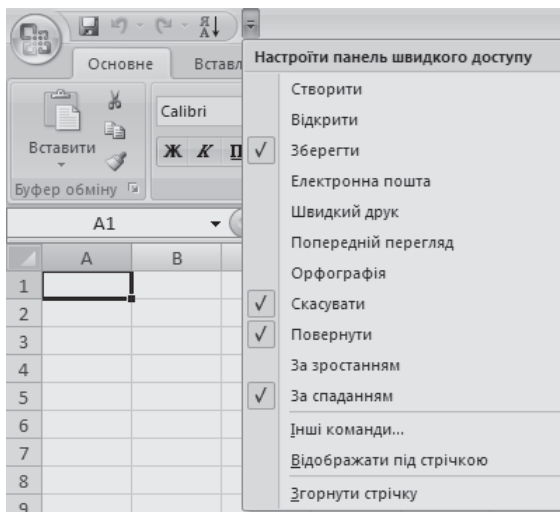 Я
А
Основне
Вставл
Настроїти панель швидкого доступу
Створити
Відкрити
Зберегти
Електронна пошта
Швидкий друк
Попередній перегляд
Орфографія
Скасувати
Повернути
За зростанням
За спаданням
Інші команди...
Відображати під стрічкою
Згорнути стрічку
Вставити
Calibri
Ж К П
Буфер обміну
A1
A B
1
2
3
4
5
6
7
8
9